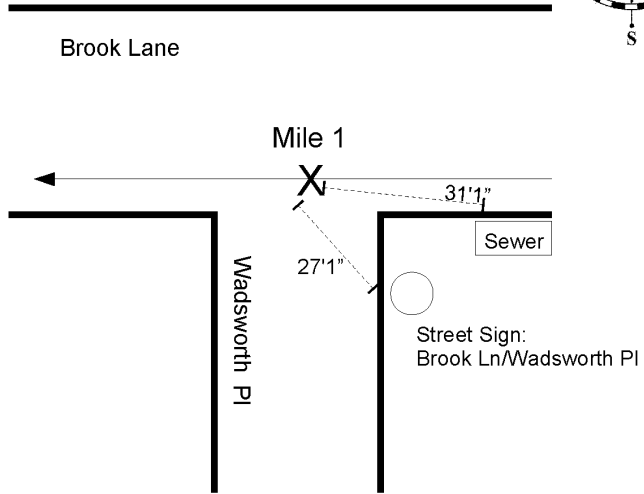 S
Brook Lane
Mile 1
X
31'1"
Sewer
27'1"
Wadsworth Pl
Street Sign:
Brook Ln/Wadsworth Pl